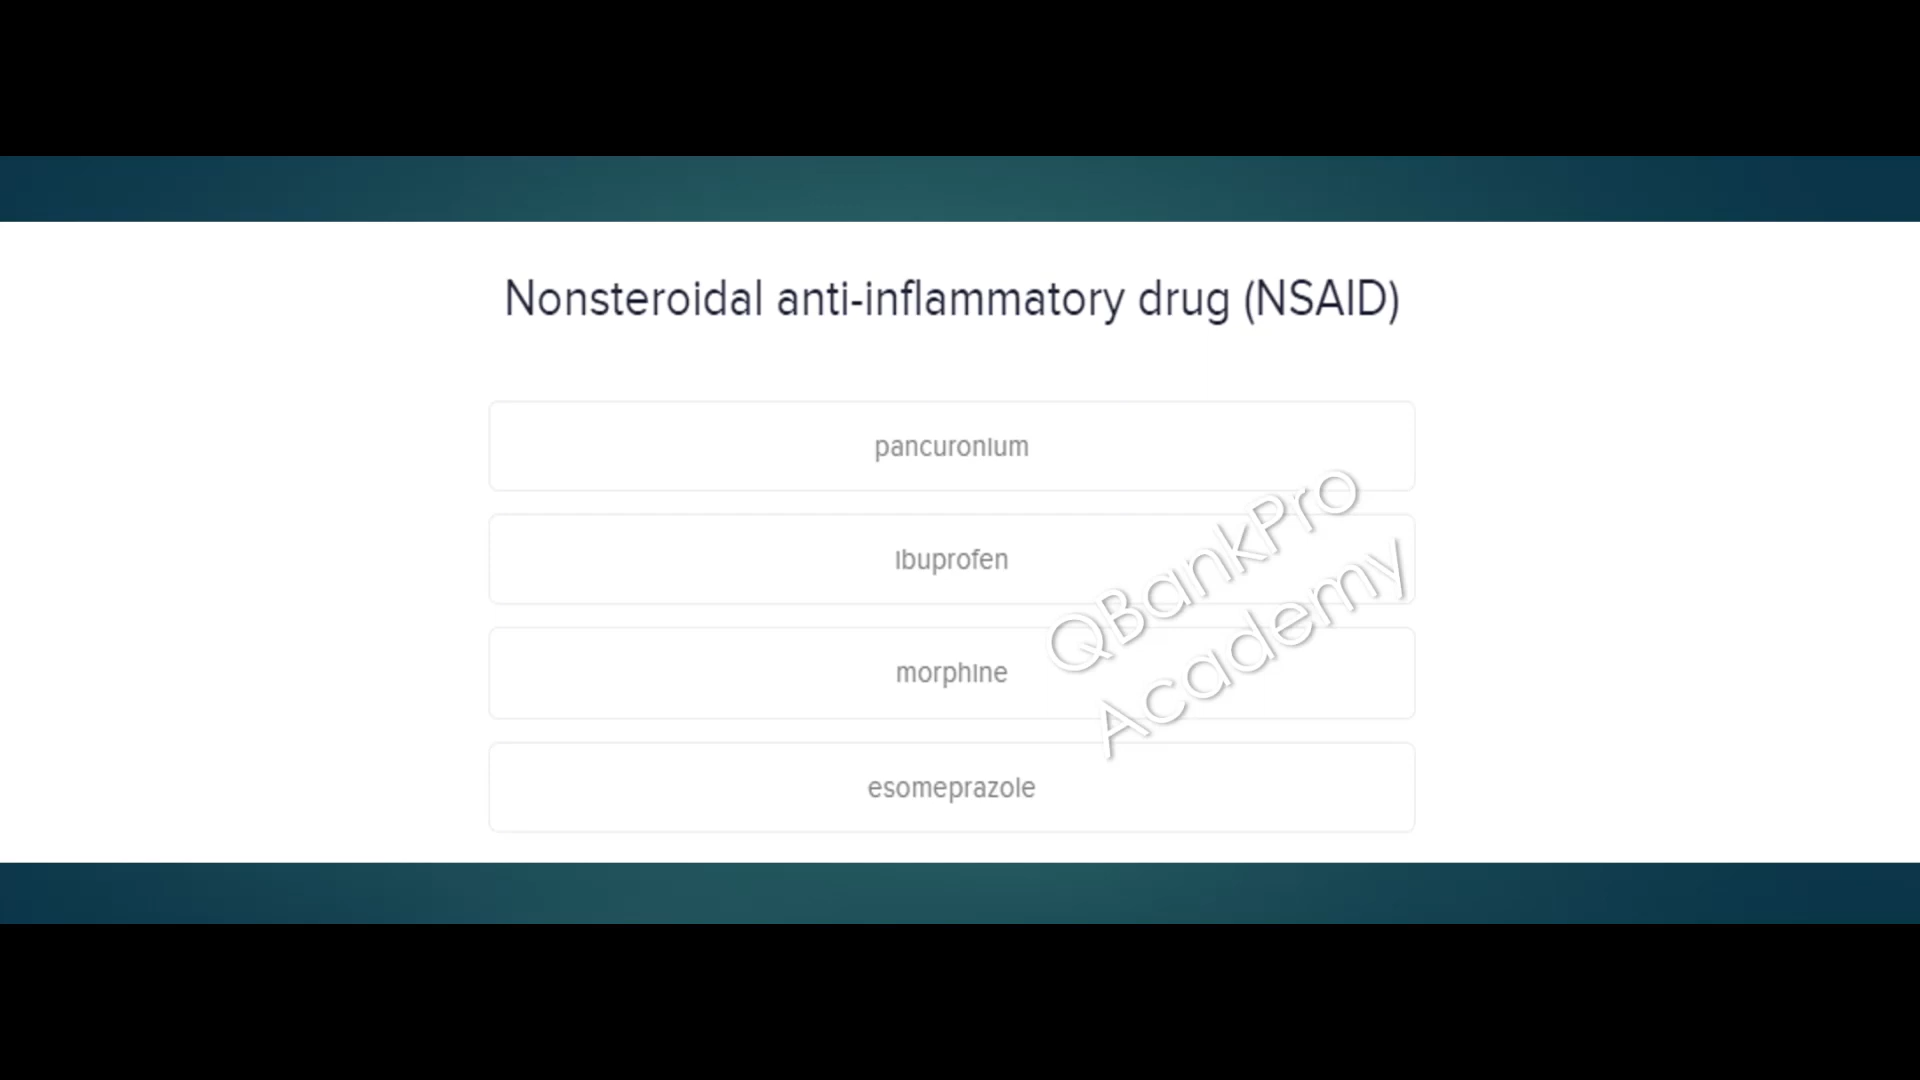 Nonsteroidal anti-inflammatory drug (NSAID)
pancuronium
ibuprofen
morphine
esomeprazole
QBankPro
Academy